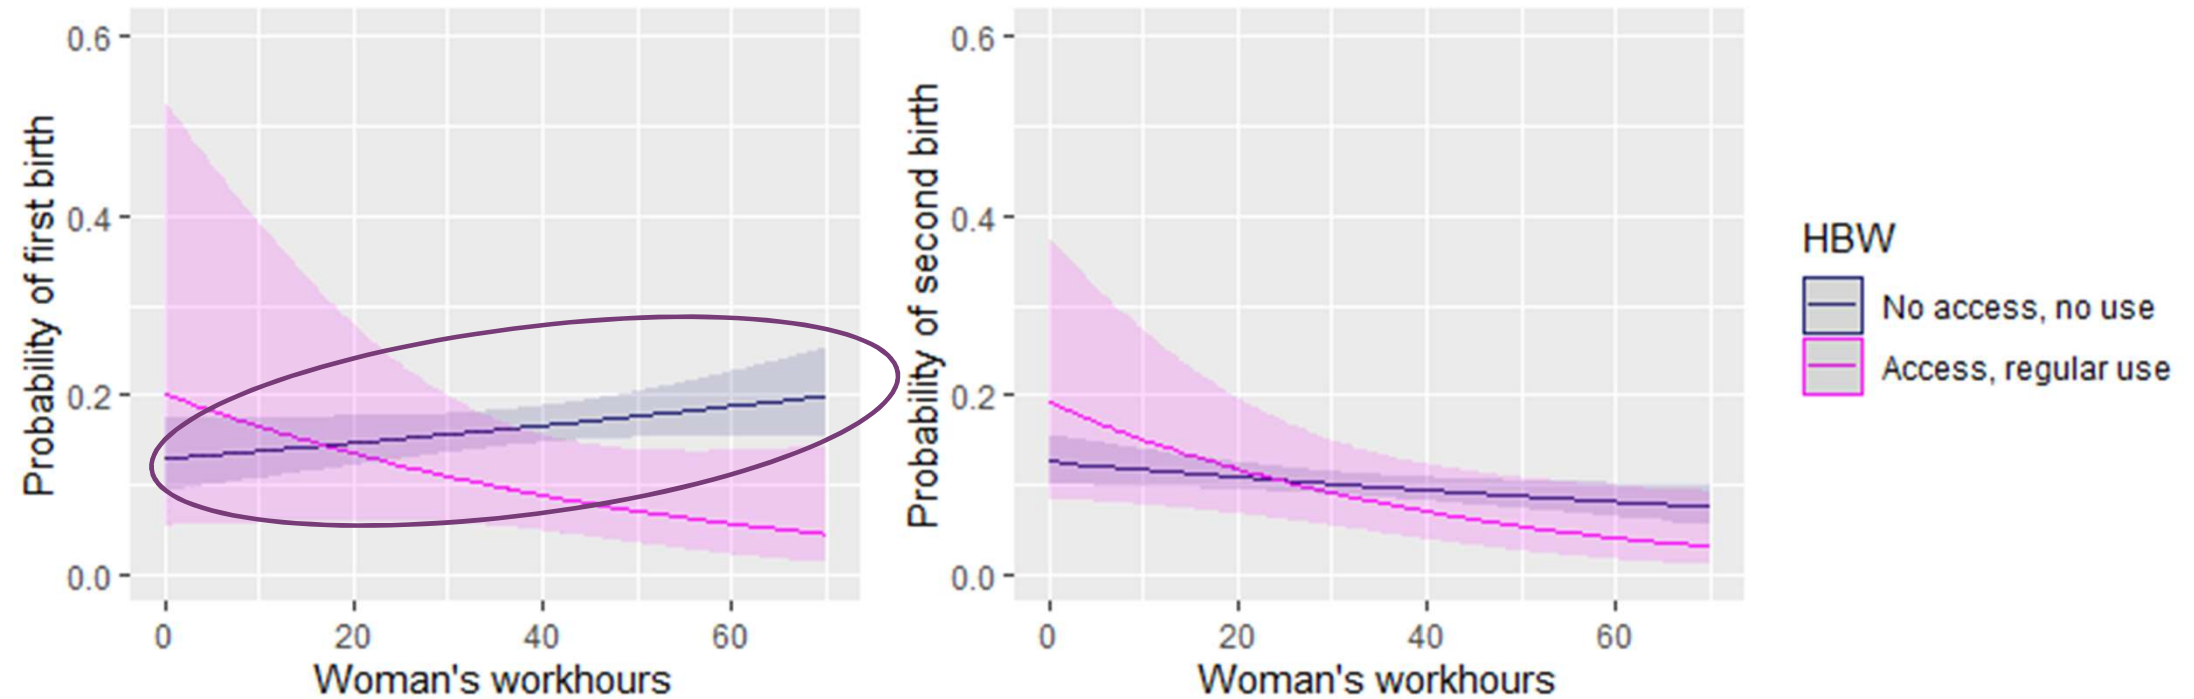 Probability of first birth
0.6
0.4
0.2
0.0
0
20
40
60
Woman's workhours
Probability of second birth
0.6
0.4
0.2
0.0
0
20
40
60
Woman's workhours
HBW
No access, no use
Access, regular use